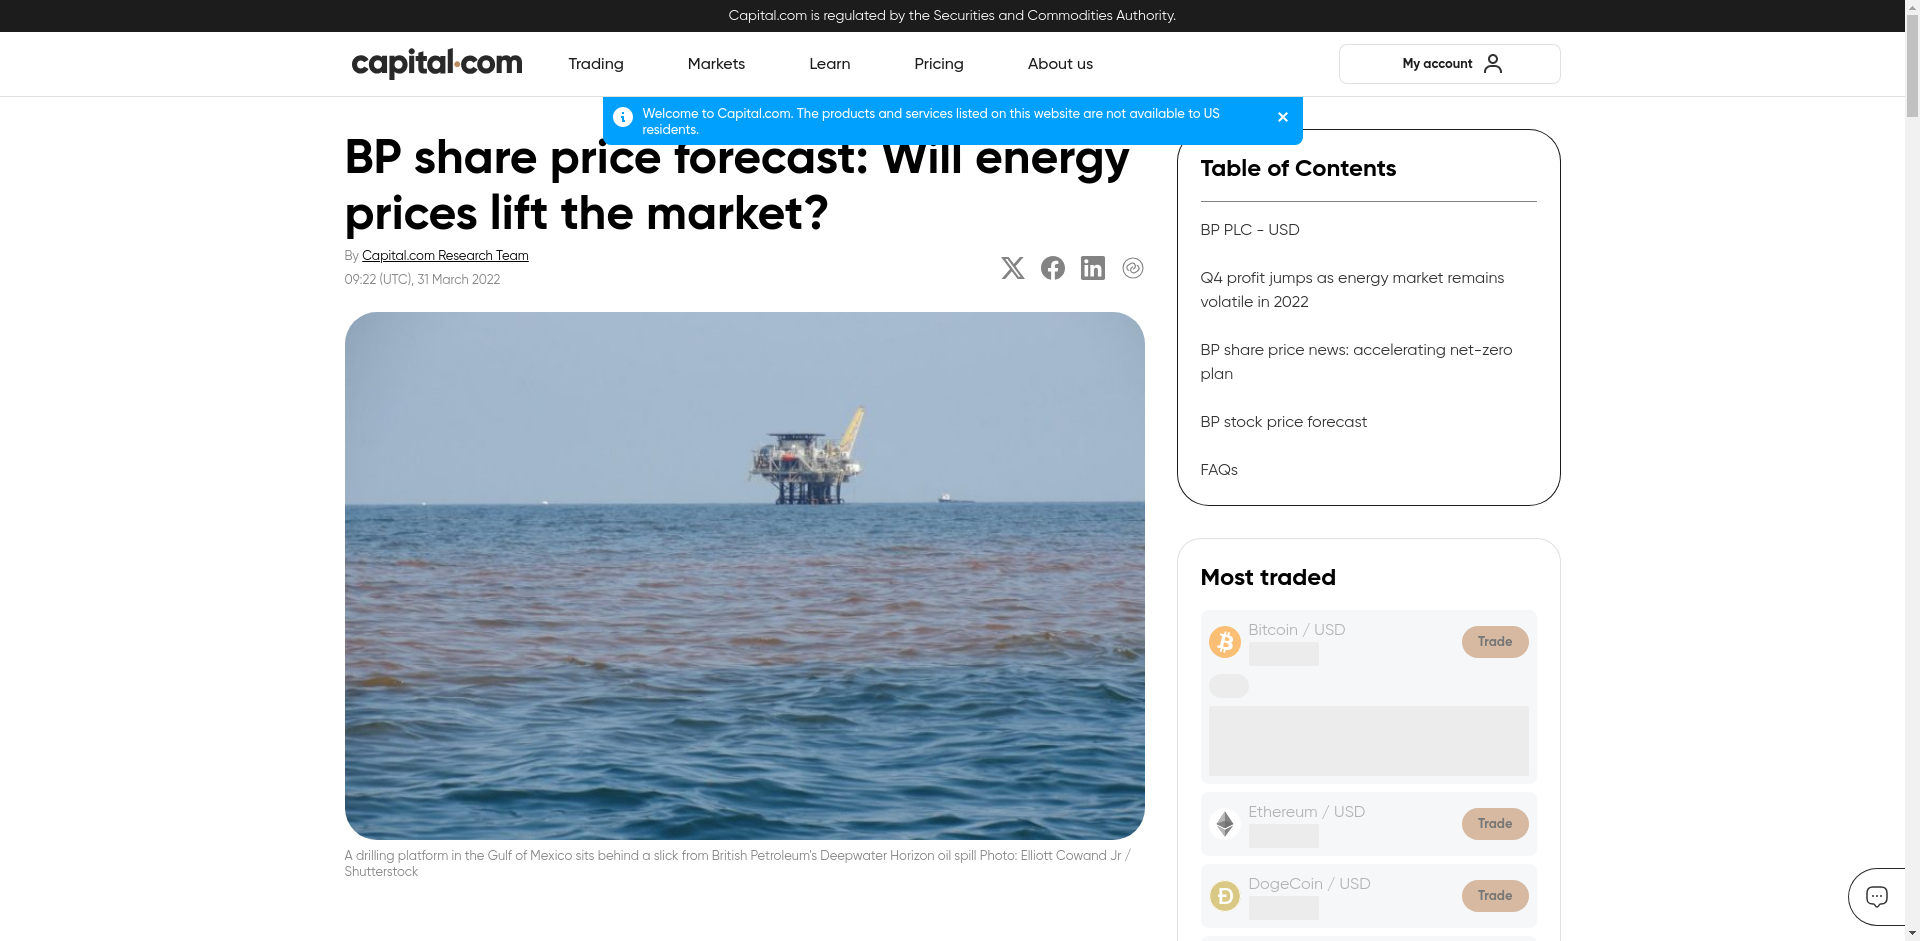 Capital.com is regulated by the Securities and Commodities Authority.
capital.com
Trading
Markets
Learn
Pricing
About us
My account
Welcome to Capital.com. The products and services listed on this website are not available to US
residents.
BP share price forecast: Will energy
prices lift the market?
By Capital.com Research Team
09:22 (UTC), 31 March 2022
A drilling platform in the Gulf of Mexico sits behind a slick from British Petroleum's Deepwater Horizon oil spill Photo: Elliott Cowand Jr /
Shutterstock
Table of Contents
BP PLC - USD
Q4 profit jumps as energy market remains
volatile in 2022
BP share price news: accelerating net-zero
plan
BP stock price forecast
FAQs
Most traded
Bitcoin / USD
Trade
Ethereum / USD
Trade
DogeCoin / USD
Trade